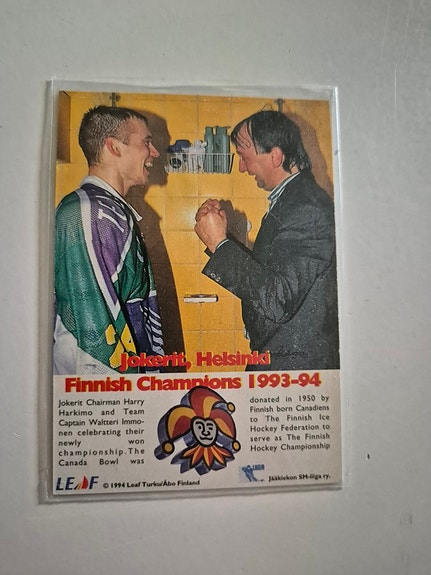 Jokerit, Helsinki
Finnish Champions 1993-94
Jokerit Chairman Harry
Harkimo and Team
Captain Waltteri Immo-
nen celebrating their
newly won
championship. The
Canada Bowl was
donated in 1950 by
Finnish born Canadiens
to The Finnish Ice
Hockey Federation to
serve as The Finnish
Hockey Championship
LEAF
© 1994 Leaf Turku/Åbo Finland
LIIGA
Jääkiekon SM-liiga ry.